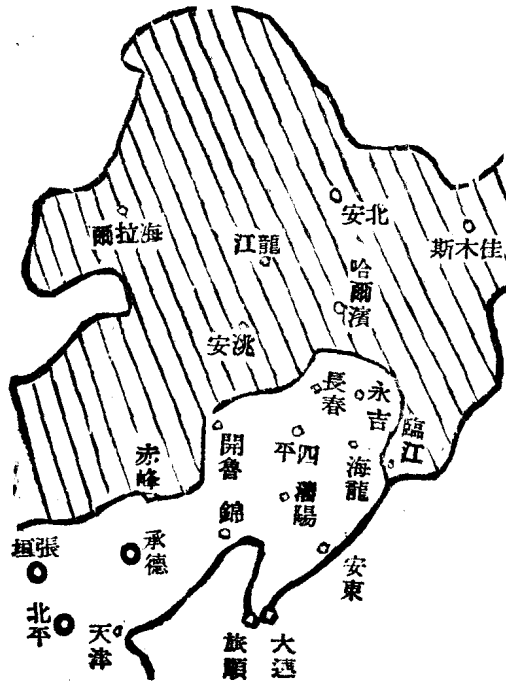 北安
海拉爾
龍江
佳木斯
哈爾濱
洮安
長春
永吉
臨江
開魯
四平
海龍
赤峰
瀋陽
錦
張垣
承德
安東
北平
天津
旅順
大連